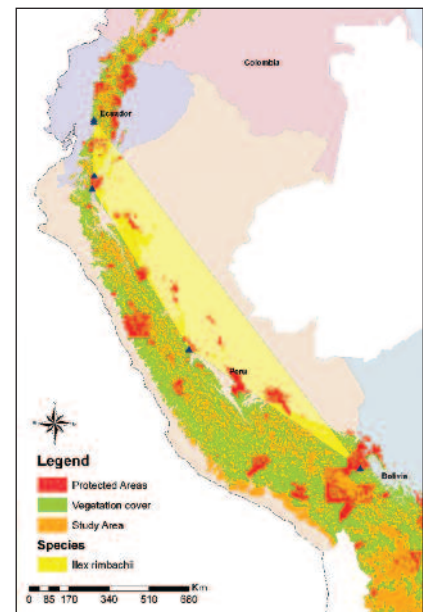 Colombia
Ecuador
Peru
Bolivia
Legend
Protected Areas
Vegetation cover
Study Area
Species
Ilex rimbachii
Km
0 85 170 340 510 680